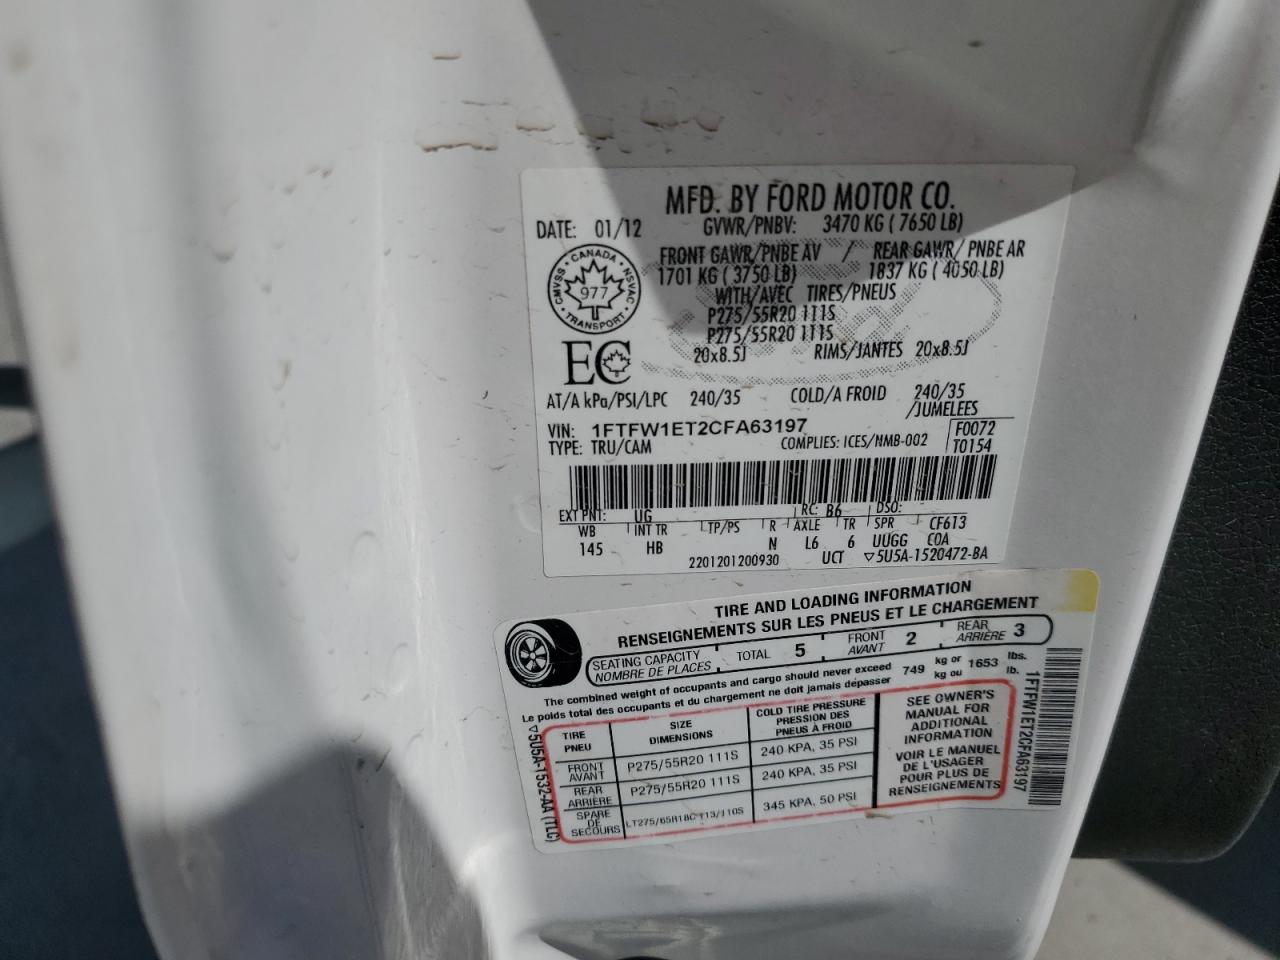 MFD. BY FORD MOTOR CO.
DATE: 01/12 GVWR/PNBV: 3470 KG ( 7650 LB)
FRONT GAWR/PNBE AV / REAR GAWR/ PNBE AR
1701 KG ( 3750 LB) 1837 KG ( 4050 LB)
WITH/AVEC TIRES/PNEUS
P275/55R20 111S
P275/55R20 111S
20x8.5J RIMS/JANTES 20x8.5J
CANADA
CMVSS NSVAC
977
TRANSPORT
EC
AT/A kPa/PSI/LPC 240/35 COLD/A FROID 240/35
/JUMELEES
VIN: 1FTFW1ET2CFA63197 F0072
TYPE: TRU/CAM COMPLIES: ICES/NMB-002 T0154
EXT PNT: UG RC: B6 DSO:
WB INT TR TP/PS R AXLE TR SPR CF613
145 HB N L6 6 UUGG COA
2201201200930 UCT ▽5U5A-1520472-BA
TIRE AND LOADING INFORMATION
RENSEIGNEMENTS SUR LES PNEUS ET LE CHARGEMENT
SEATING CAPACITY TOTAL 5 FRONT 2 REAR 3
NOMBRE DE PLACES AVANT ARRIÈRE
The combined weight of occupants and cargo should never exceed 749 kg or 1653 lbs.
Le poids total des occupants et du chargement ne doit jamais dépasser kg ou lb.
TIRE SIZE COLD TIRE PRESSURE
PNEU DIMENSIONS PRESSION DES
PNEUS À FROID
FRONT P275/55R20 111S 240 KPA, 35 PSI
AVANT
REAR P275/55R20 111S 240 KPA, 35 PSI
ARRIÈRE
SPARE LT275/65R18C 113/110S 345 KPA, 50 PSI
DE
SECOURS
SEE OWNER'S
MANUAL FOR
ADDITIONAL
INFORMATION
VOIR LE MANUEL
DE L'USAGER
POUR PLUS DE
RENSEIGNEMENTS
▽5U5A-1532-AA (TLC)
1FTFW1ET2CFA63197